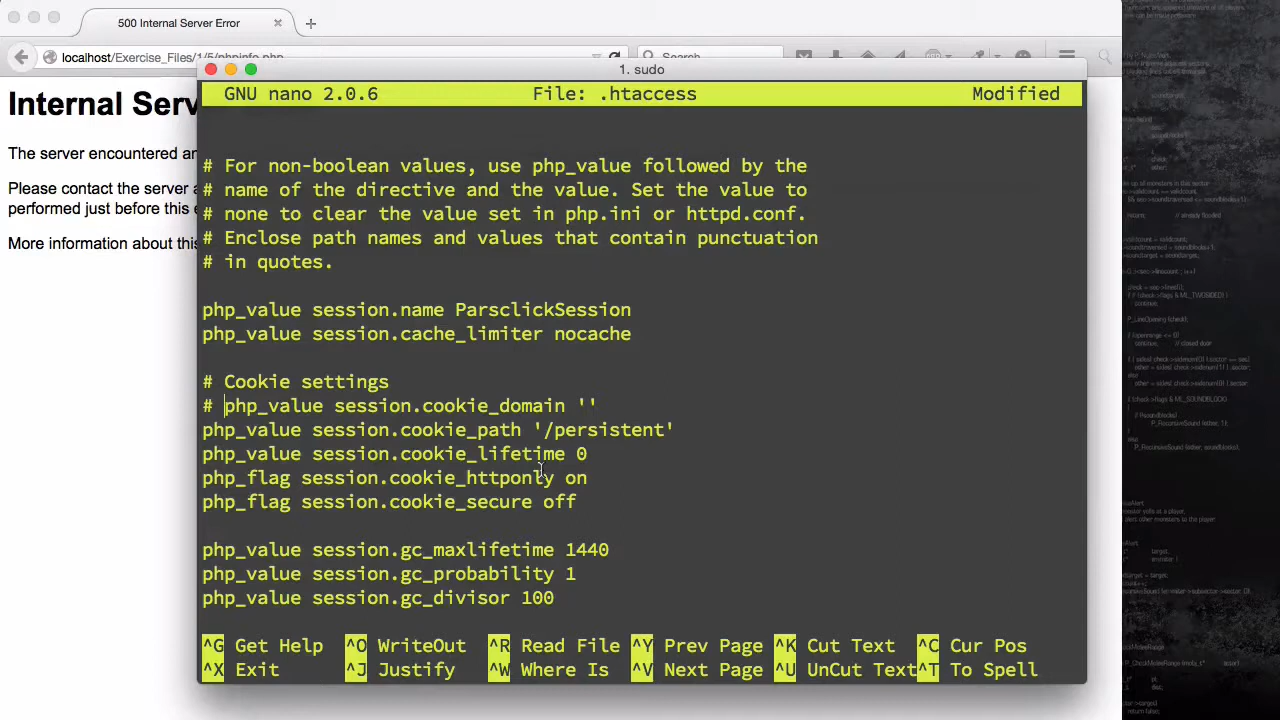 500 Internal Server Error
localhost/Exercise_Files/1/5/phpinfo.php
Search
1. sudo
GNU nano 2.0.6 File: .htaccess Modified
Internal Serv
The server encountered an
Please contact the server a
performed just before this
More information about this
# For non-boolean values, use php_value followed by the
# name of the directive and the value. Set the value to
# none to clear the value set in php.ini or httpd.conf.
# Enclose path names and values that contain punctuation
# in quotes.
php_value session.name ParsclickSession
php_value session.cache_limiter nocache
# Cookie settings
# php_value session.cookie_domain ''
php_value session.cookie_path '/persistent'
php_value session.cookie_lifetime 0
php_flag session.cookie_httponly on
php_flag session.cookie_secure off
php_value session.gc_maxlifetime 1440
php_value session.gc_probability 1
php_value session.gc_divisor 100
^G Get Help ^O WriteOut ^R Read File ^Y Prev Page ^K Cut Text ^C Cur Pos
^X Exit ^J Justify ^W Where Is ^V Next Page ^U UnCut Text ^T To Spell